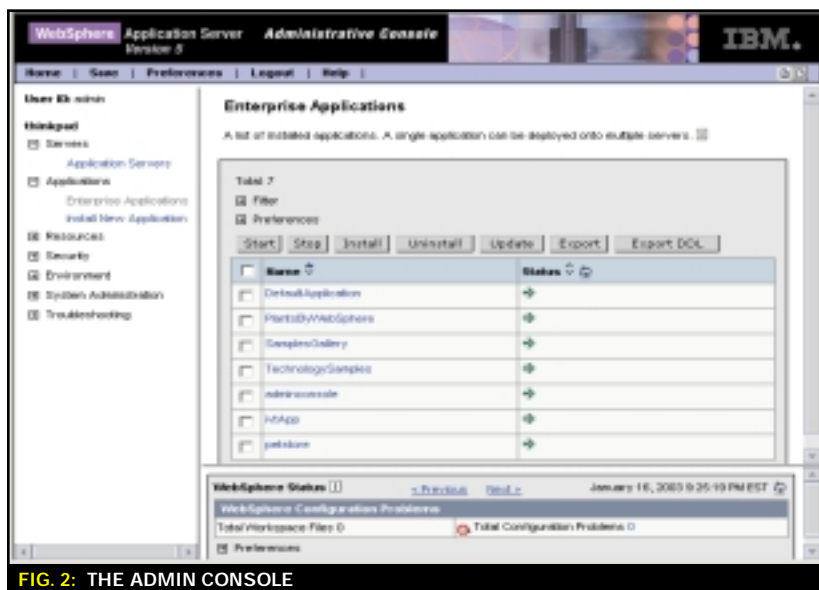 WebSphere Application Server Administrative Console
Version 5
IBM.
Home | Save | Preferences | Logout | Help |
User ID: admin
thinkpad
Servers
Application Servers
Applications
Enterprise Applications
Install New Application
Resources
Security
Environment
System Administration
Troubleshooting
Enterprise Applications
A list of installed applications. A single application can be deployed onto multiple servers.
Total 7
Filter
Preferences
Start Stop Install Uninstall Update Export Export DDL
Name Status
DefaultApplication
PlantsByWebSphere
SamplesGallery
TechnologySamples
adminconsole
ivtApp
petstore
WebSphere Status < Previous Next > January 16, 2003 9:25:19 PM EST
WebSphere Configuration Problems
Total Workspace Files 0 Total Configuration Problems 0
Preferences
FIG. 2: THE ADMIN CONSOLE